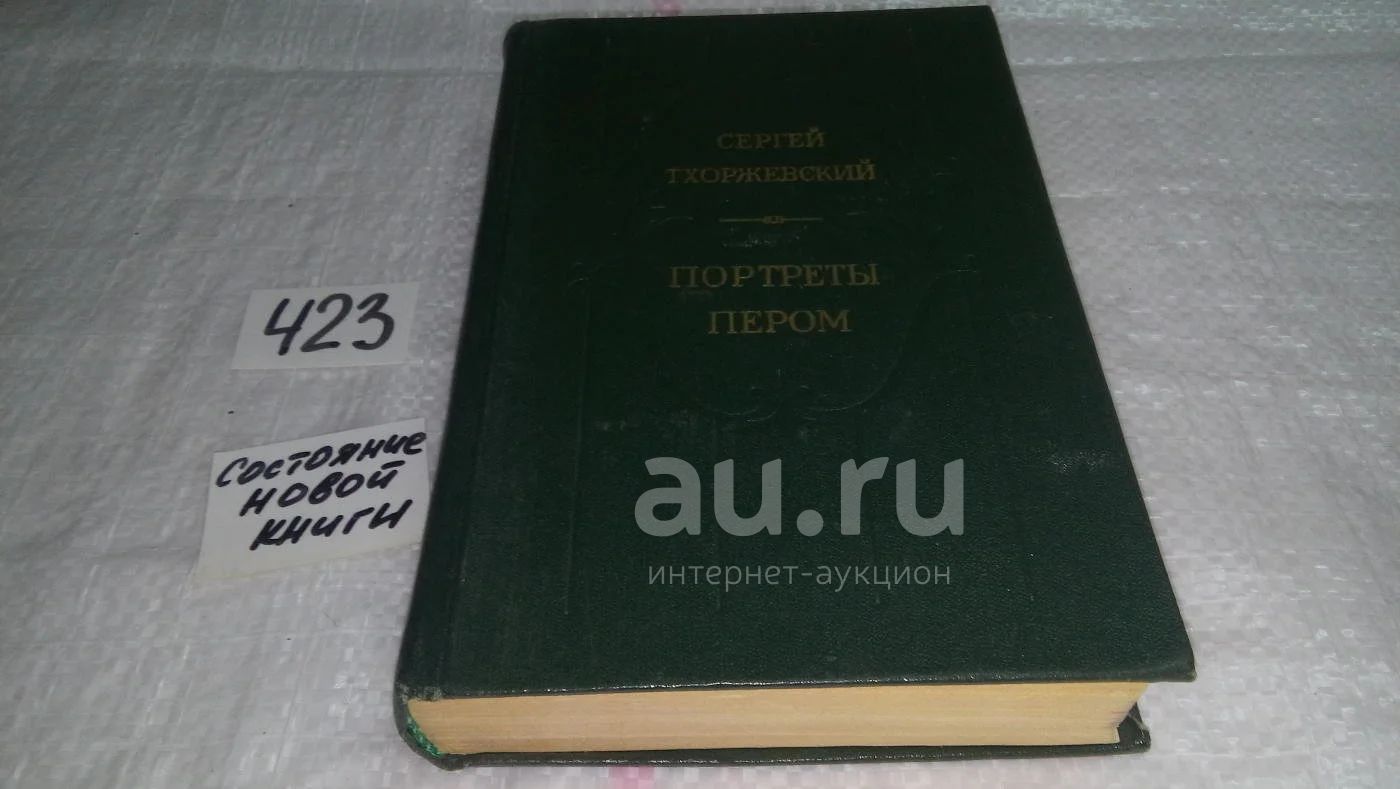 СЕРГЕЙ
ТХОРЖЕВСКИЙ
ПОРТРЕТЫ
ПЕРОМ
423
Состояние
новой
книги
au.ru
интернет-аукцион